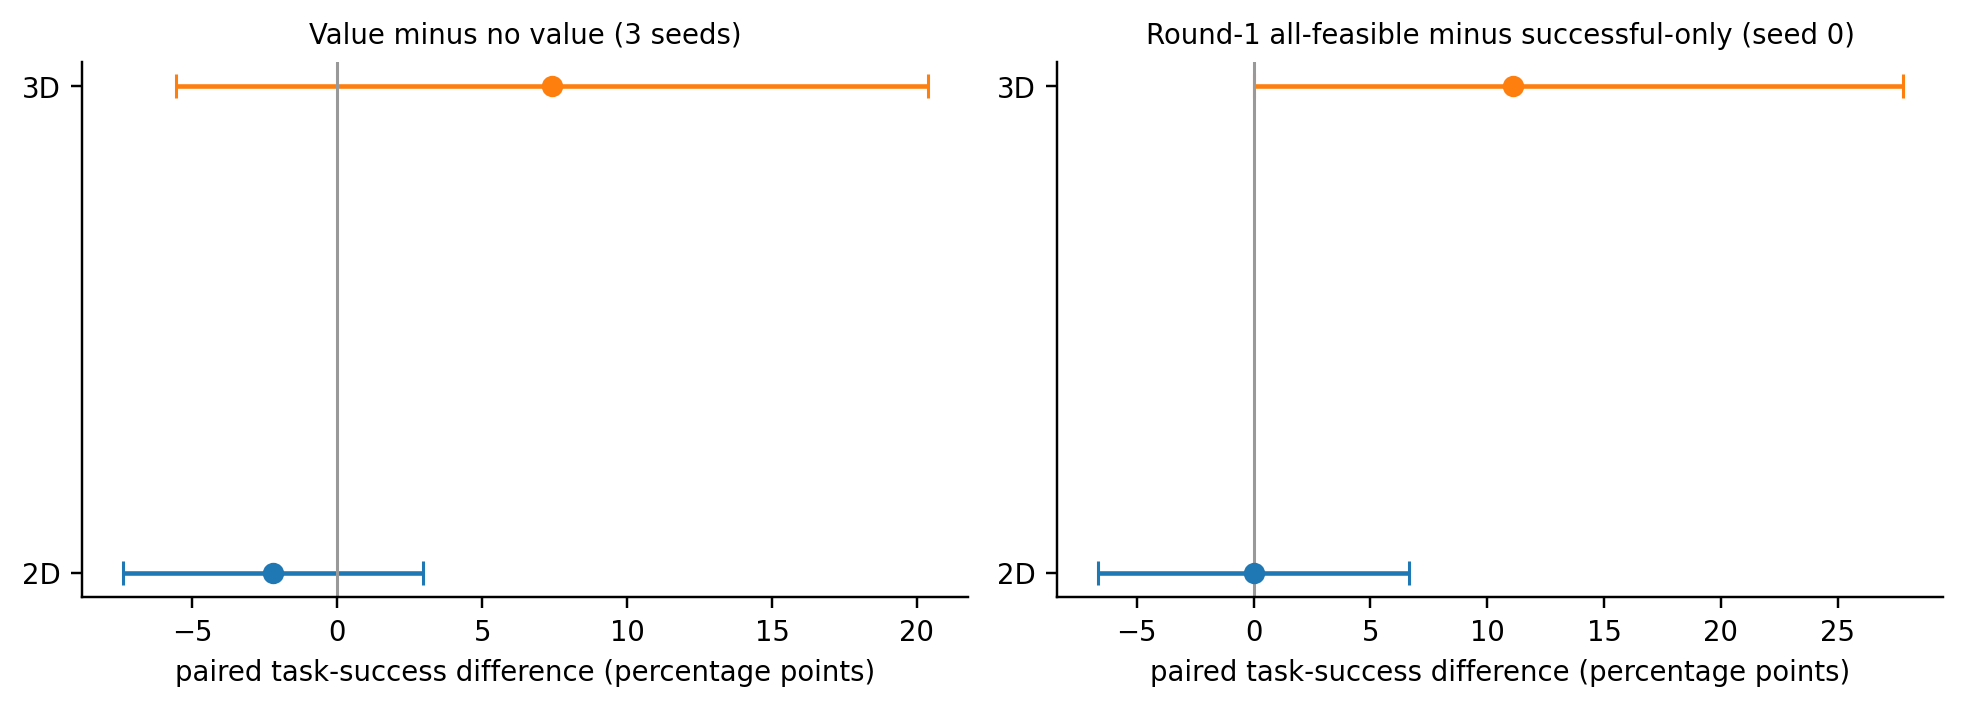 Value minus no value (3 seeds)
3D
2D
−5 0 5 10 15 20
paired task-success difference (percentage points)
Round-1 all-feasible minus successful-only (seed 0)
3D
2D
−5 0 5 10 15 20 25
paired task-success difference (percentage points)